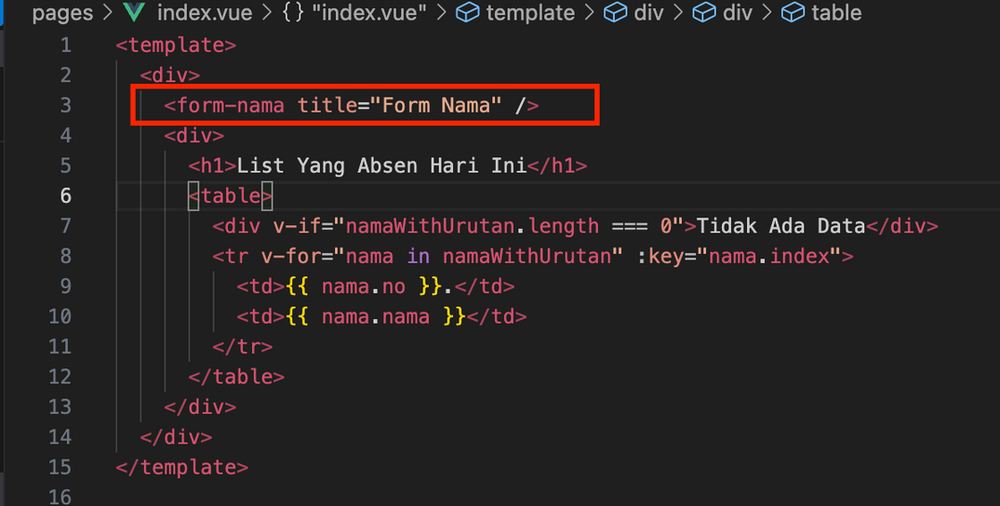 pages > index.vue > {} "index.vue" > template > div > div > table
1 <template>
2   <div>
3     <form-nama title="Form Nama" />
4     <div>
5       <h1>List Yang Absen Hari Ini</h1>
6       <table>
7         <div v-if="namaWithUrutan.length === 0">Tidak Ada Data</div>
8         <tr v-for="nama in namaWithUrutan" :key="nama.index">
9           <td>{{ nama.no }}.</td>
10           <td>{{ nama.nama }}</td>
11         </tr>
12       </table>
13     </div>
14   </div>
15 </template>
16